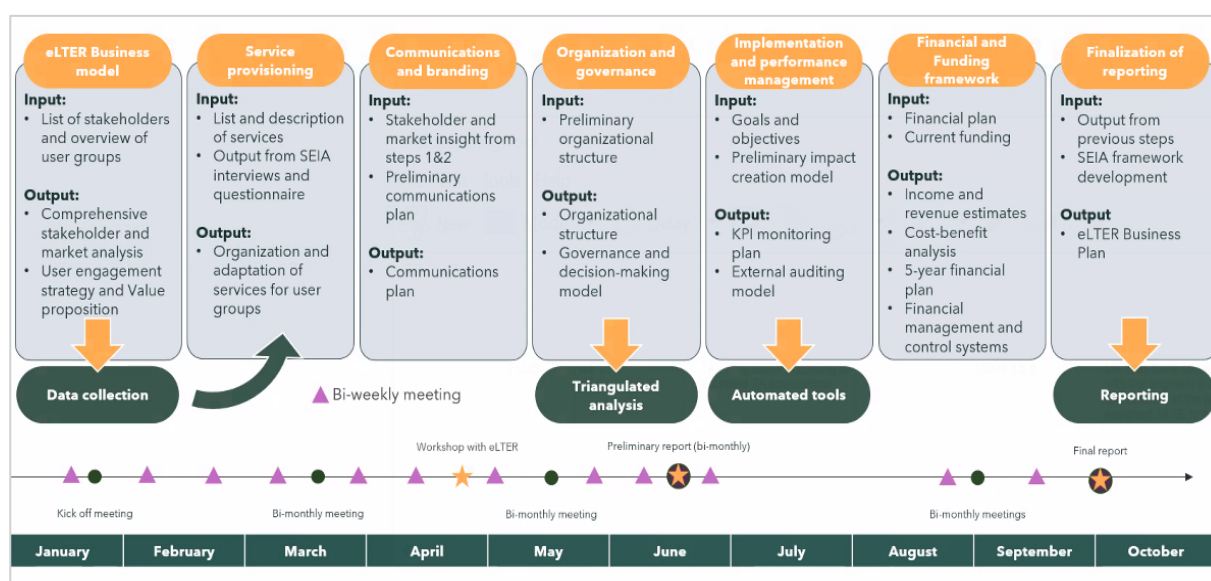 eLTER Business
model
Input:
• List of stakeholders
and overview of
user groups
Output:
• Comprehensive
stakeholder and
market analysis
• User engagement
strategy and Value
proposition
Data collection
Service
provisioning
Input:
• List and description
of services
• Output from SEIA
interviews and
questionnaire
Output:
• Organization and
adaptation of
services for user
groups
Communications
and branding
Input:
• Stakeholder and
market insight from
steps 1&2
• Preliminary
communications
plan
Output:
• Communications
plan
Organization and
governance
Input:
• Preliminary
organizational
structure
Output:
• Organizational
structure
• Governance and
decision-making
model
Triangulated
analysis
Implementation
and performance
management
Input:
• Goals and
objectives
• Preliminary impact
creation model
Output:
• KPI monitoring
plan
• External auditing
model
Automated tools
Financial and
Funding
framework
Input:
• Financial plan
• Current funding
Output:
• Income and
revenue estimates
• Cost-benefit
analysis
• 5-year financial
plan
• Financial
management and
control systems
Finalization of
reporting
Input:
• Output from
previous steps
• SEIA framework
development
Output
• eLTER Business
Plan
Reporting
Bi-weekly meeting
Workshop with eLTER
Preliminary report (bi-monthly)
Final report
Kick off meeting
Bi-monthly meeting
Bi-monthly meeting
Bi-monthly meetings
January
February
March
April
May
June
July
August
September
October